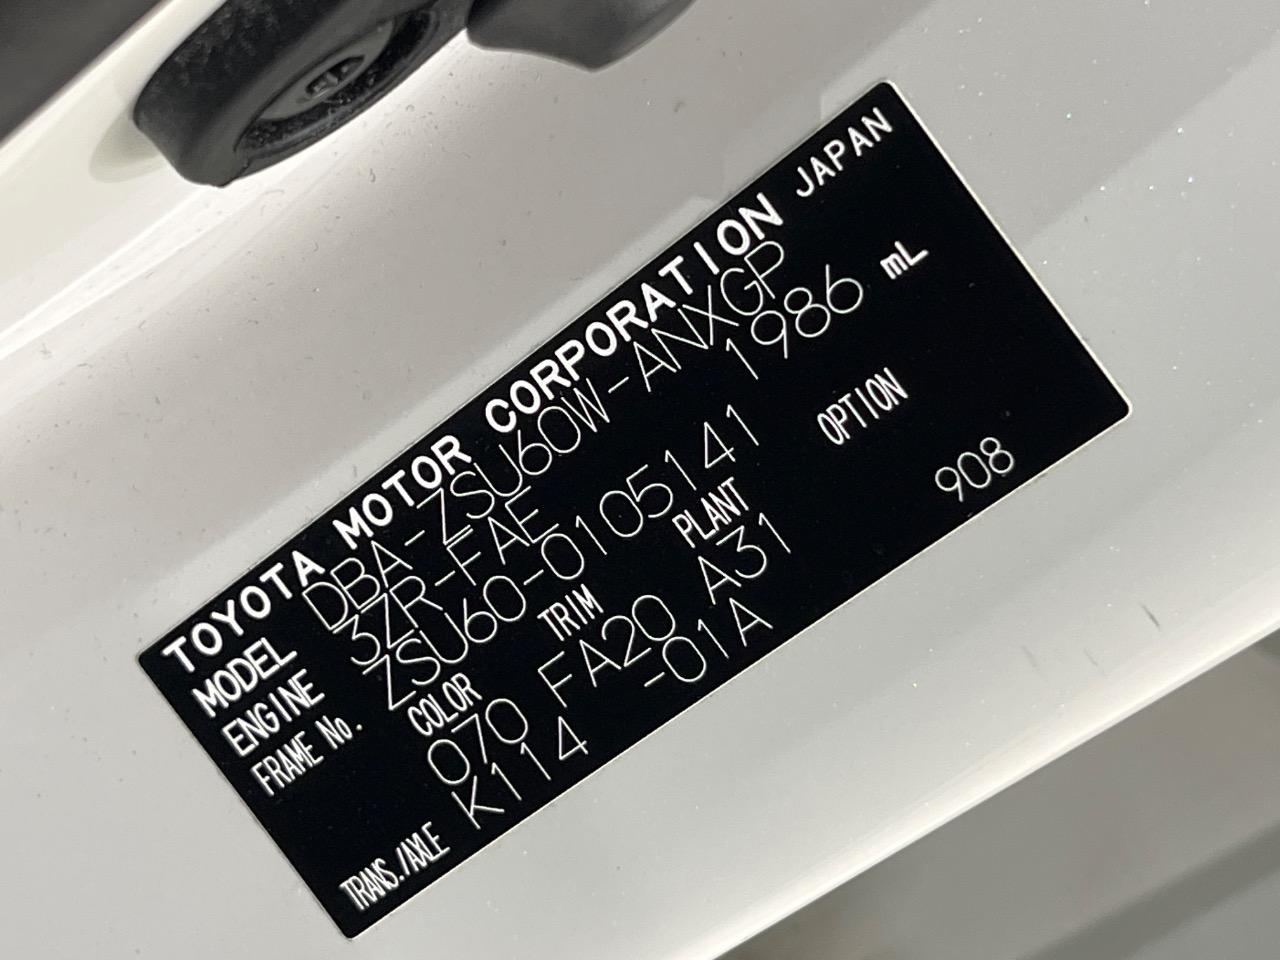 TOYOTA MOTOR CORPORATION JAPAN
MODEL DBA-ZSU60W-ANXGP
ENGINE 3ZR-FAE 1986 mL
FRAME No. ZSU60-0105141
COLOR TRIM PLANT OPTION
070 FA20 A31 908
TRANS./AXLE K114 -01A